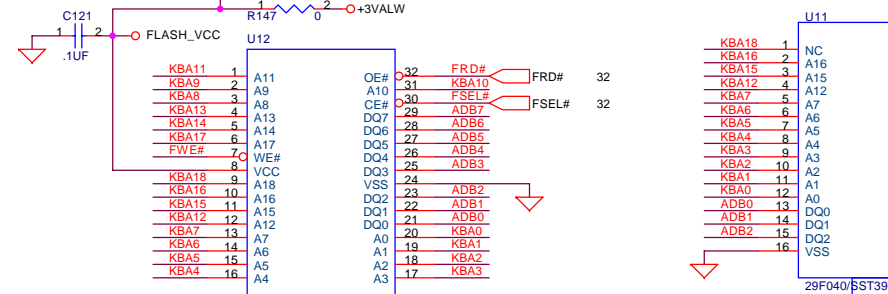 C121
1 2
.1UF
FLASH_VCC
R147 0 2
+3VALW
U12
KBA11 1 A11 OE# 32 FRD# FRD# 32
KBA9 2 A9 A10 31 KBA10
KBA8 3 A8 CE# 30 FSEL# FSEL# 32
KBA13 4 A13 DQ7 29 ADB7
KBA14 5 A14 DQ6 28 ADB6
KBA17 6 A17 DQ5 27 ADB5
FWE# 7 WE# DQ4 26 ADB4
8 VCC DQ3 25 ADB3
KBA18 9 A18 VSS 24
KBA16 10 A16 DQ2 23 ADB2
KBA15 11 A15 DQ1 22 ADB1
KBA12 12 A12 DQ0 21 ADB0
KBA7 13 A7 A0 20 KBA0
KBA6 14 A6 A1 19 KBA1
KBA5 15 A5 A2 18 KBA2
KBA4 16 A4 A3 17 KBA3
U11
KBA18 1 NC
KBA16 2 A16
KBA15 3 A15
KBA12 4 A12
KBA7 5 A7
KBA6 6 A6
KBA5 7 A5
KBA4 8 A4
KBA3 9 A3
KBA2 10 A2
KBA1 11 A1
KBA0 12 A0
ADB0 13 DQ0
ADB1 14 DQ1
ADB2 15 DQ2
16 VSS
29F040/SST39